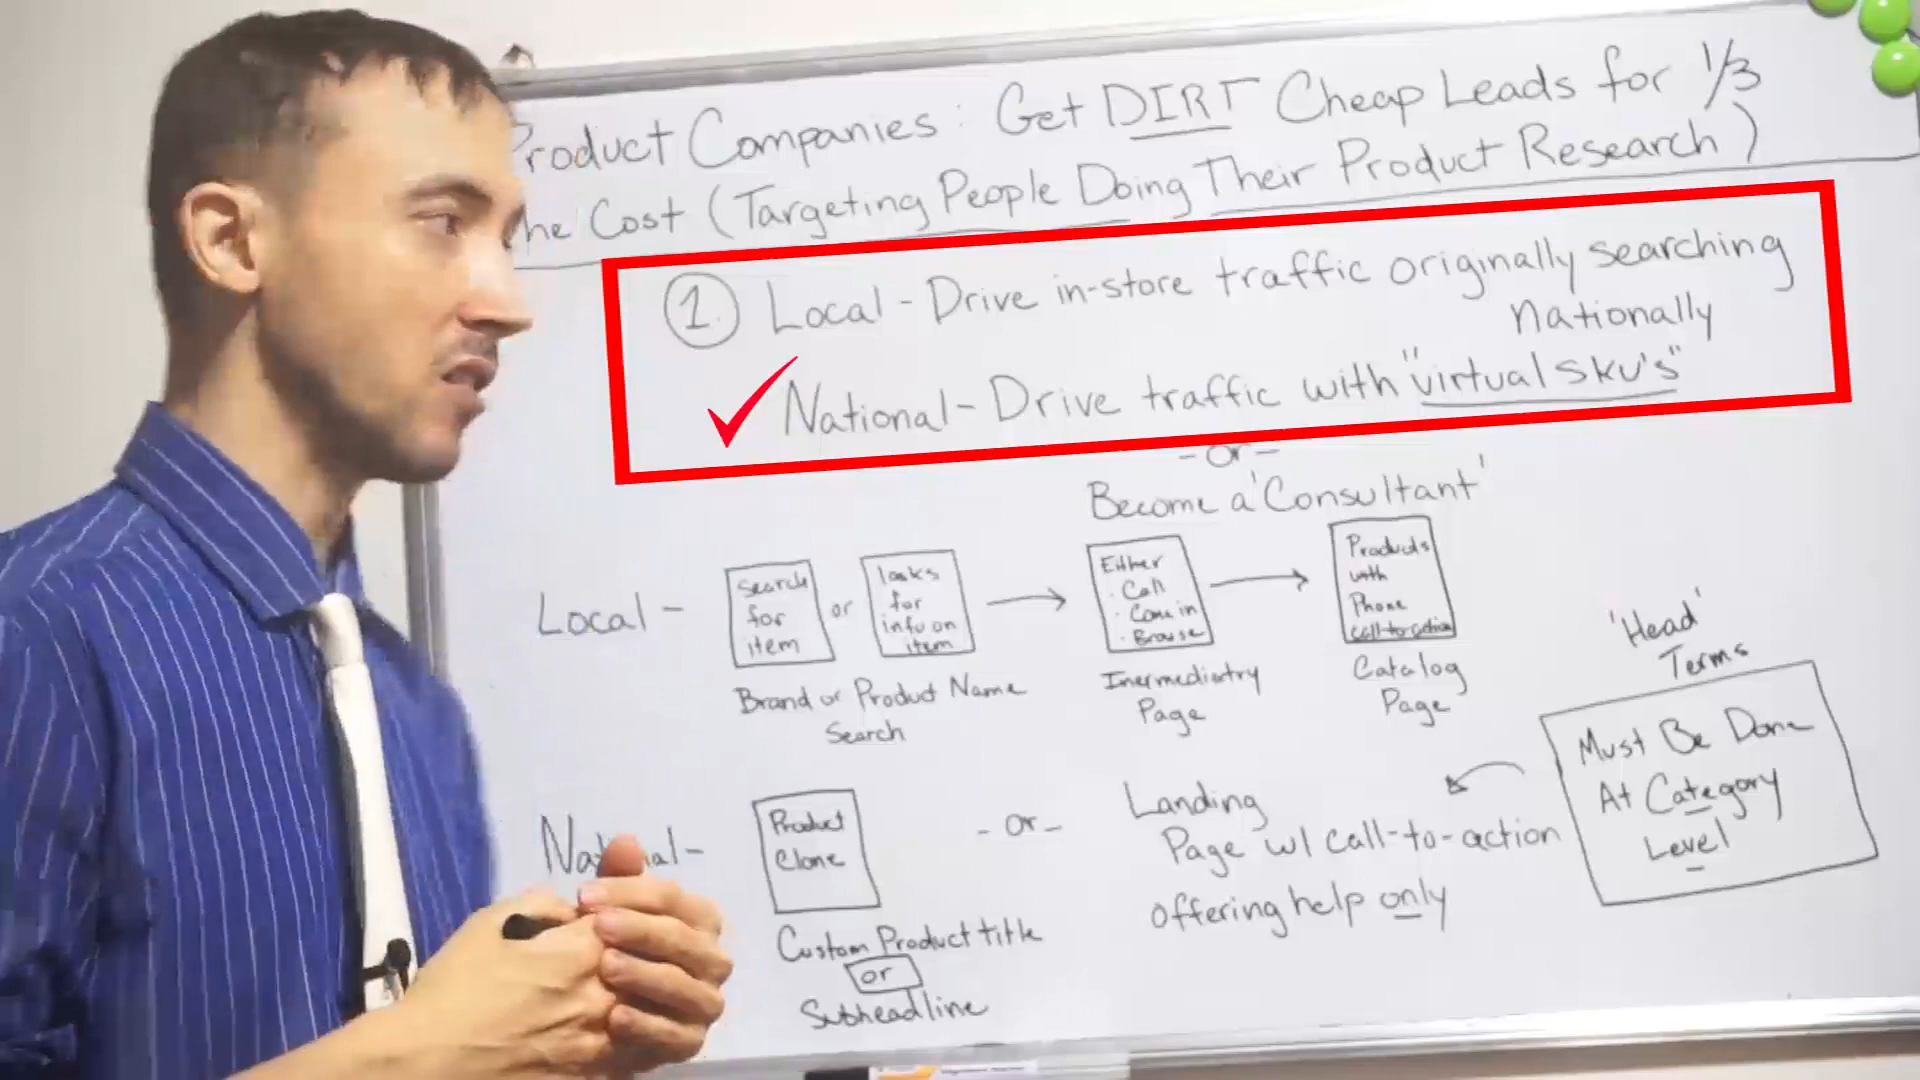 Product Companies: Get DIRT Cheap Leads for 1/3
the Cost (Targeting People Doing Their Product Research)
1. Local - Drive in-store traffic originally searching
Nationally
National - Drive traffic with "virtual SKU's"
- or -
Become a 'Consultant'
Local -
Search
for
item
or
looks
for
info on
item
Either
· Call
· Come in
· Browse
Products
with
Phone
call-to-action
Brand or Product Name
Search
Inermediartry
Page
Catalog
Page
'Head'
Terms
Must Be Done
At Category
Level
National -
Product
Clone
- or -
Landing
Page w/ call-to-action
offering help only
Custom Product title
or
Subheadline